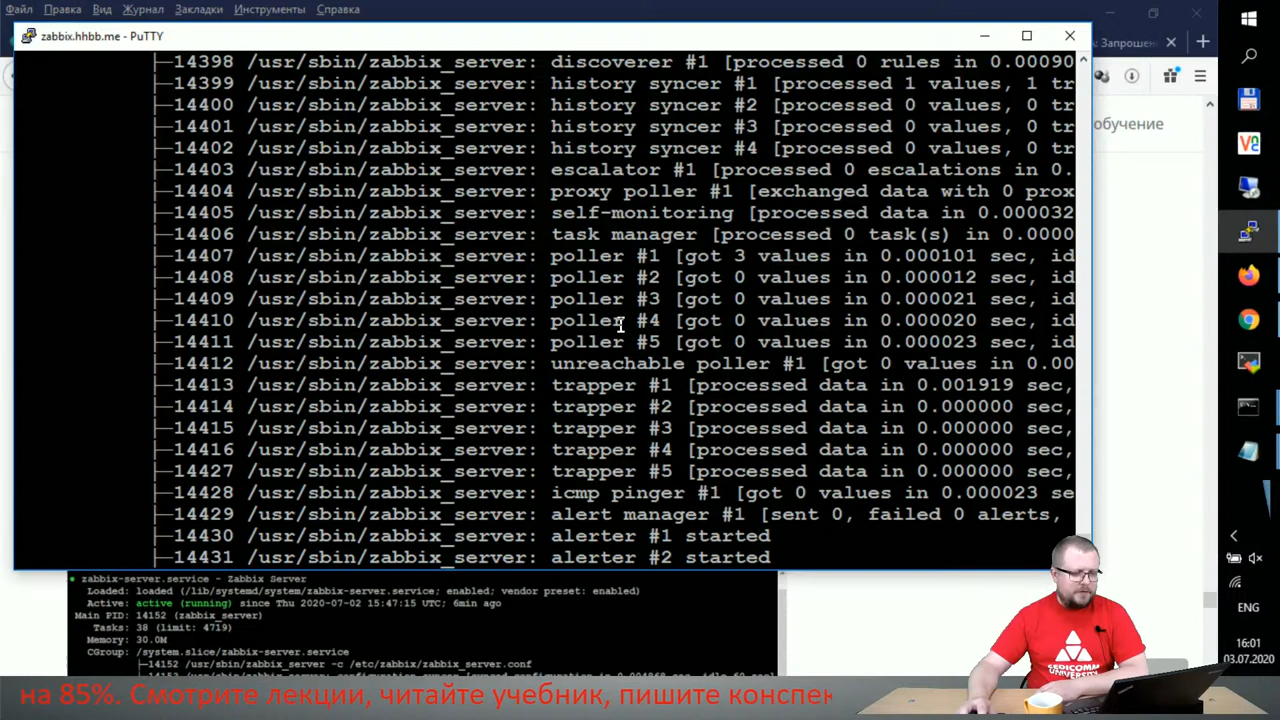 Файл Правка Вид Журнал Закладки Инструменты Справка
zabbix.hhbb.me - PuTTY
Запроше
обучение
├─14398 /usr/sbin/zabbix_server: discoverer #1 [processed 0 rules in 0.00090
├─14399 /usr/sbin/zabbix_server: history syncer #1 [processed 1 values, 1 tr
├─14400 /usr/sbin/zabbix_server: history syncer #2 [processed 0 values, 0 tr
├─14401 /usr/sbin/zabbix_server: history syncer #3 [processed 0 values, 0 tr
├─14402 /usr/sbin/zabbix_server: history syncer #4 [processed 0 values, 0 tr
├─14403 /usr/sbin/zabbix_server: escalator #1 [processed 0 escalations in 0.
├─14404 /usr/sbin/zabbix_server: proxy poller #1 [exchanged data with 0 prox
├─14405 /usr/sbin/zabbix_server: self-monitoring [processed data in 0.000032
├─14406 /usr/sbin/zabbix_server: task manager [processed 0 task(s) in 0.0000
├─14407 /usr/sbin/zabbix_server: poller #1 [got 3 values in 0.000101 sec, id
├─14408 /usr/sbin/zabbix_server: poller #2 [got 0 values in 0.000012 sec, id
├─14409 /usr/sbin/zabbix_server: poller #3 [got 0 values in 0.000021 sec, id
├─14410 /usr/sbin/zabbix_server: poller #4 [got 0 values in 0.000020 sec, id
├─14411 /usr/sbin/zabbix_server: poller #5 [got 0 values in 0.000023 sec, id
├─14412 /usr/sbin/zabbix_server: unreachable poller #1 [got 0 values in 0.00
├─14413 /usr/sbin/zabbix_server: trapper #1 [processed data in 0.001919 sec,
├─14414 /usr/sbin/zabbix_server: trapper #2 [processed data in 0.000000 sec,
├─14415 /usr/sbin/zabbix_server: trapper #3 [processed data in 0.000000 sec,
├─14416 /usr/sbin/zabbix_server: trapper #4 [processed data in 0.000000 sec,
├─14427 /usr/sbin/zabbix_server: trapper #5 [processed data in 0.000000 sec,
├─14428 /usr/sbin/zabbix_server: icmp pinger #1 [got 0 values in 0.000023 se
├─14429 /usr/sbin/zabbix_server: alert manager #1 [sent 0, failed 0 alerts,
├─14430 /usr/sbin/zabbix_server: alerter #1 started
├─14431 /usr/sbin/zabbix_server: alerter #2 started
● zabbix-server.service - Zabbix Server
Loaded: loaded (/lib/systemd/system/zabbix-server.service; enabled; vendor preset: enabled)
Active: active (running) since Thu 2020-07-02 15:47:15 UTC; 6min ago
Main PID: 14152 (zabbix_server)
Tasks: 38 (limit: 4719)
Memory: 30.0M
CGroup: /system.slice/zabbix-server.service
├─14152 /usr/sbin/zabbix_server -c /etc/zabbix/zabbix_server.conf
SEDICOMM
UNIVERSITY
ENG
16:01
03.07.2020
на 85%. Смотрите лекции, читайте учебник, пишите конспек